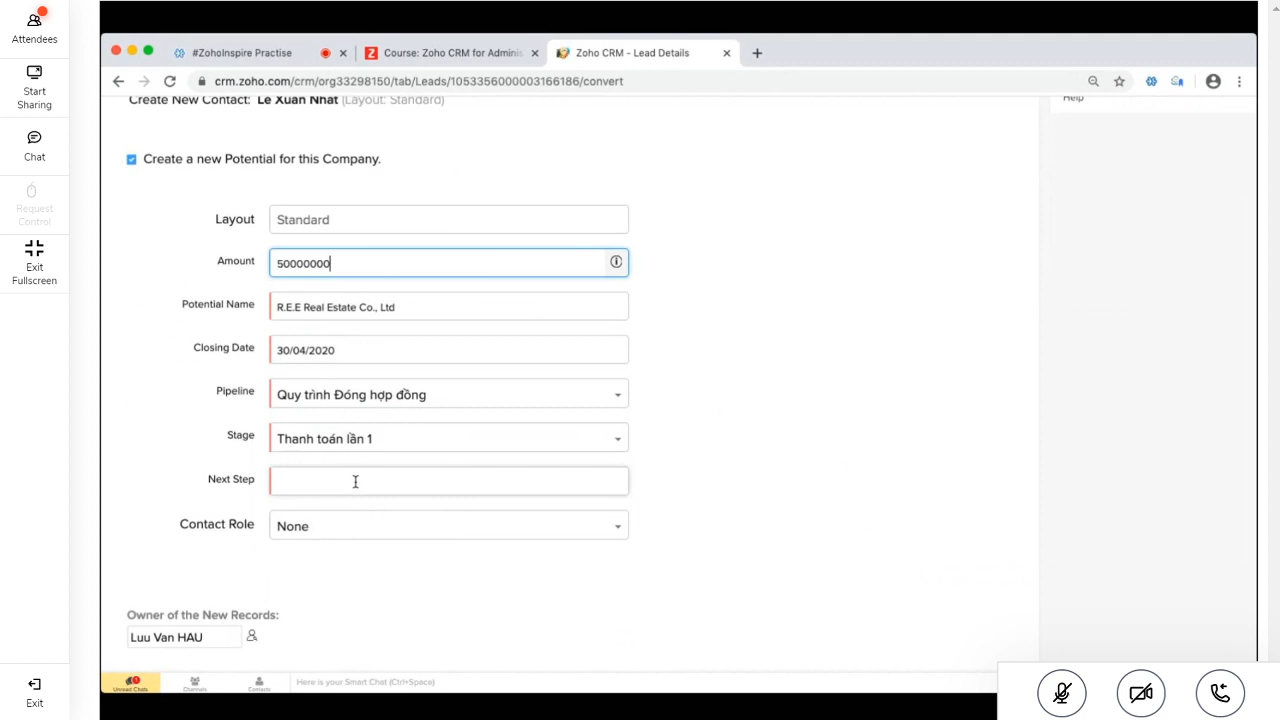 Attendees
Start
Sharing
Chat
Request
Control
Exit
Fullscreen
Exit
#ZohoInspire Practise
Course: Zoho CRM for Adminis
Zoho CRM - Lead Details
crm.zoho.com/crm/org33298150/tab/Leads/1053356000003166186/convert
Create New Contact: Le Xuan Nhat (Layout: Standard)
Help
Create a new Potential for this Company.
Layout Standard
Amount 50000000
Potential Name R.E.E Real Estate Co., Ltd
Closing Date 30/04/2020
Pipeline Quy trình Đóng hợp đồng
Stage Thanh toán lần 1
Next Step
Contact Role None
Owner of the New Records:
Luu Van HAU
Unread Chats Channels Contacts Here is your Smart Chat (Ctrl+Space)